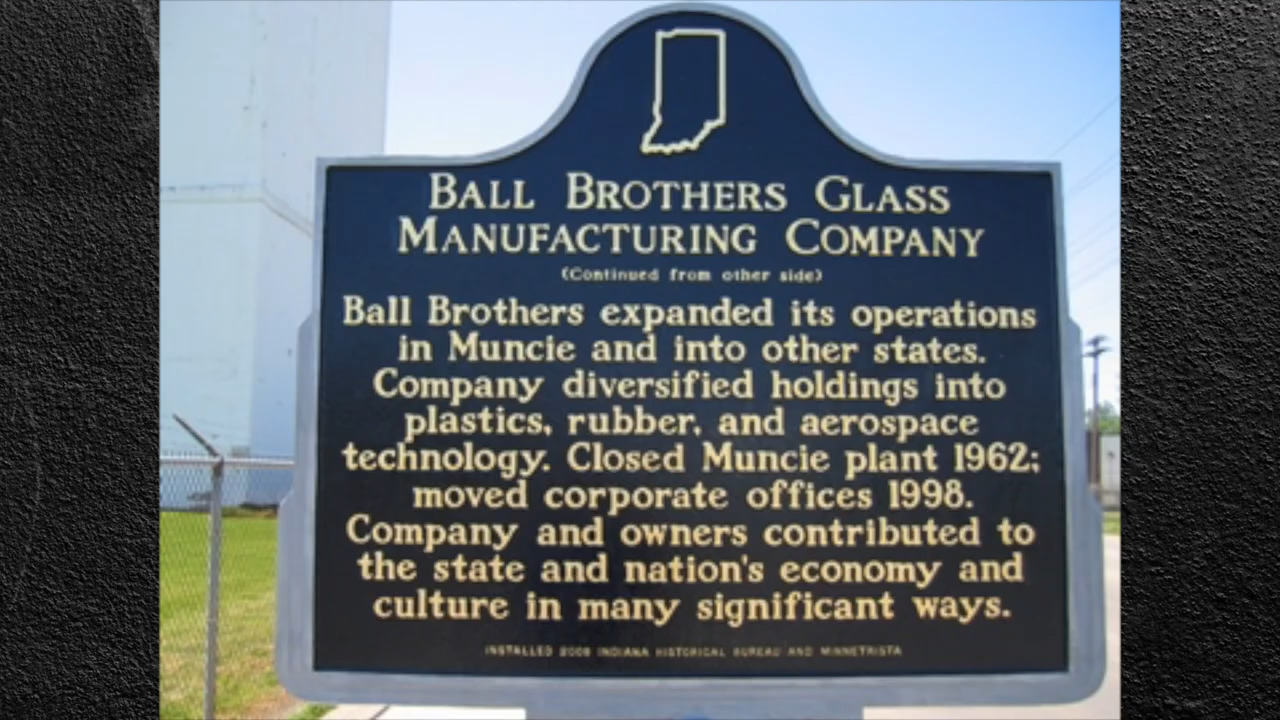 BALL BROTHERS GLASS
MANUFACTURING COMPANY
(Continued from other side)
Ball Brothers expanded its operations
in Muncie and into other states.
Company diversified holdings into
plastics, rubber, and aerospace
technology. Closed Muncie plant 1962;
moved corporate offices 1998.
Company and owners contributed to
the state and nation's economy and
culture in many significant ways.
INSTALLED INDIANA HISTORICAL BUREAU AND MINNETRISTA